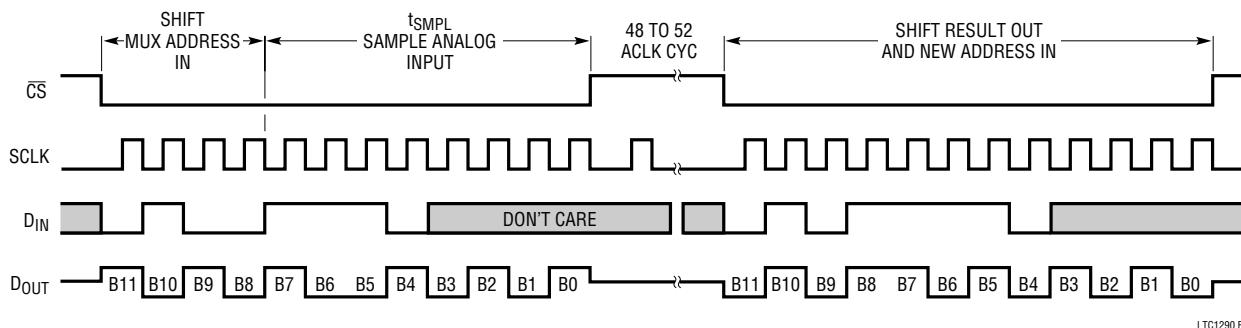 SHIFT
MUX ADDRESS
IN
tSMPL
SAMPLE ANALOG
INPUT
48 TO 52
ACLK CYC
SHIFT RESULT OUT
AND NEW ADDRESS IN
CS
SCLK
DIN
DON'T CARE
DOUT
B11 B10 B9 B8 B7 B6 B5 B4 B3 B2 B1 B0
B11 B10 B9 B8 B7 B6 B5 B4 B3 B2 B1 B0